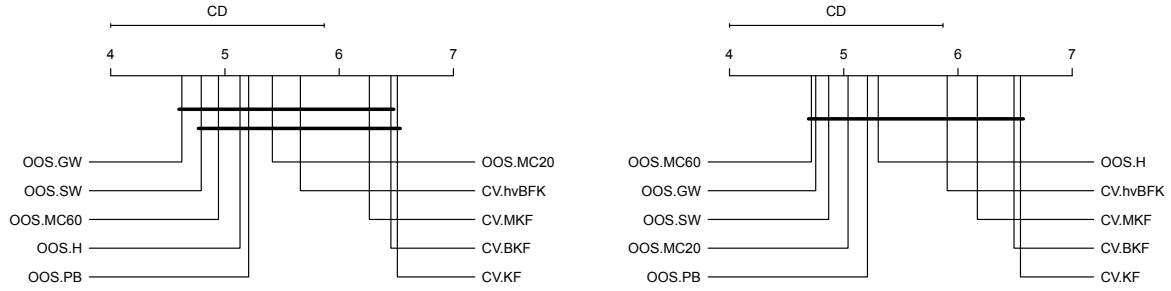 CD
4 5 6 7
OOS.GW OOS.MC20
OOS.SW CV.hvBFK
OOS.MC60 CV.MKF
OOS.H CV.BKF
OOS.PB CV.KF
CD
4 5 6 7
OOS.MC60 OOS.H
OOS.GW CV.hvBFK
OOS.SW CV.MKF
OOS.MC20 CV.BKF
OOS.PB CV.KF